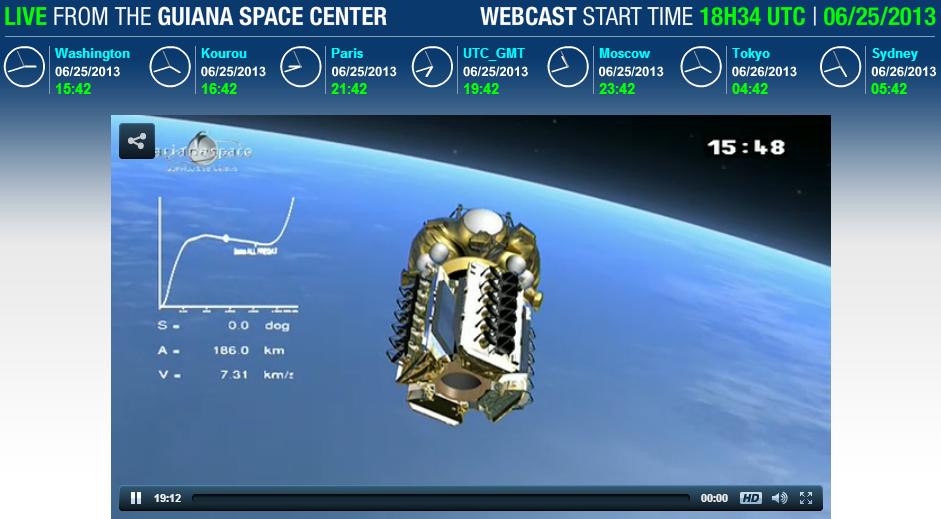 LIVE FROM THE GUIANA SPACE CENTER
WEBCAST START TIME 18H34 UTC | 06/25/2013
Washington
06/25/2013
15:42
Kourou
06/25/2013
16:42
Paris
06/25/2013
21:42
UTC_GMT
06/25/2013
19:42
Moscow
06/25/2013
23:42
Tokyo
06/26/2013
04:42
Sydney
06/26/2013
05:42
arianespace
15:48
S = 0.0 dog
A = 186.0 km
V = 7.31 km/s
19:12
00:00
HD